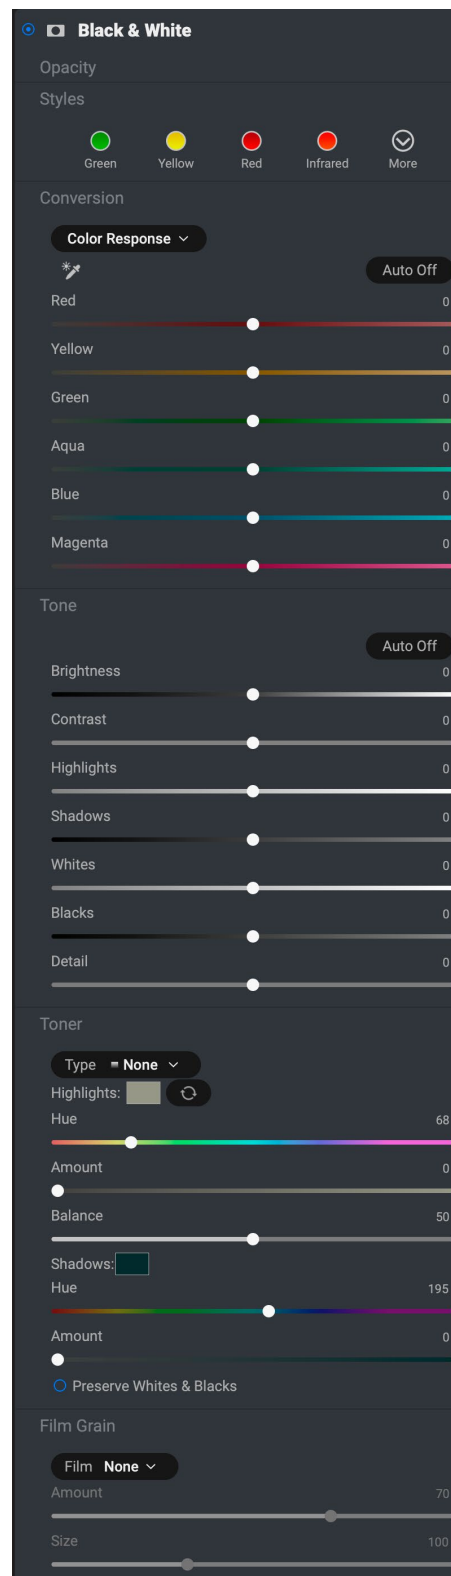 Black & White
Opacity
Styles
Green Yellow Red Infrared More
Conversion
Color Response
Auto Off
Red 0
Yellow 0
Green 0
Aqua 0
Blue 0
Magenta 0
Tone
Auto Off
Brightness 0
Contrast 0
Highlights 0
Shadows 0
Whites 0
Blacks 0
Detail 0
Toner
Type None
Highlights:
Hue 68
Amount 0
Balance 50
Shadows:
Hue 195
Amount 0
Preserve Whites & Blacks
Film Grain
Film None
Amount 70
Size 100